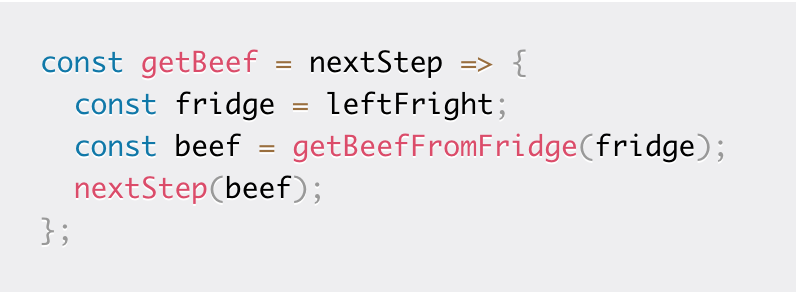 const getBeef = nextStep => {
  const fridge = leftFright;
  const beef = getBeefFromFridge(fridge);
  nextStep(beef);
};